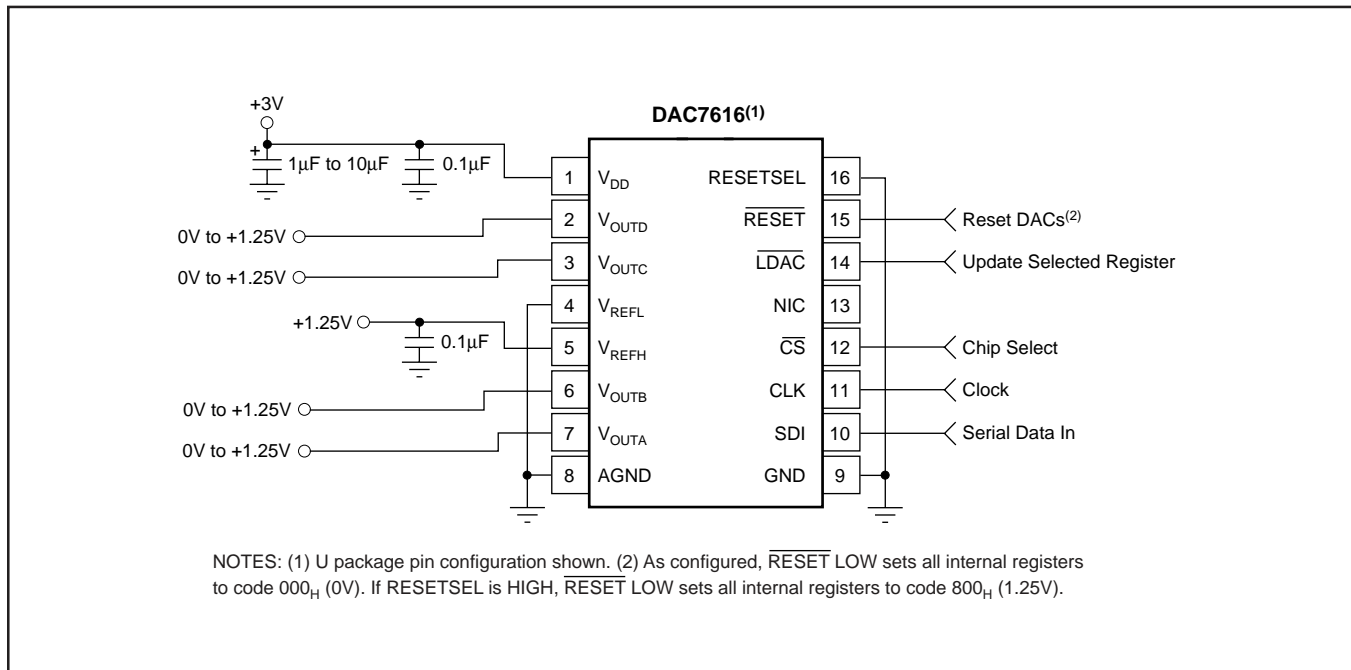 DAC7616(1)
+3V
+
1µF to 10µF
0.1µF
0V to +1.25V
0V to +1.25V
+1.25V
0.1µF
0V to +1.25V
0V to +1.25V
1 VDD RESETSEL 16
2 VOUTD RESET 15 Reset DACs(2)
3 VOUTC LDAC 14 Update Selected Register
4 VREFL NIC 13
5 VREFH CS 12 Chip Select
6 VOUTB CLK 11 Clock
7 VOUTA SDI 10 Serial Data In
8 AGND GND 9
NOTES: (1) U package pin configuration shown. (2) As configured, RESET LOW sets all internal registers
to code 000H (0V). If RESETSEL is HIGH, RESET LOW sets all internal registers to code 800H (1.25V).